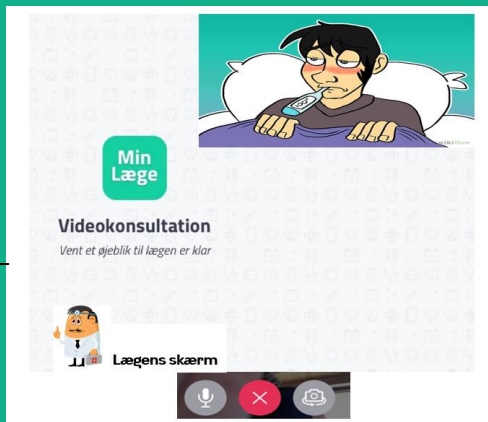 Min
Læge
Videokonsultation
Vent et øjeblik til lægen er klar
Lægens skærm